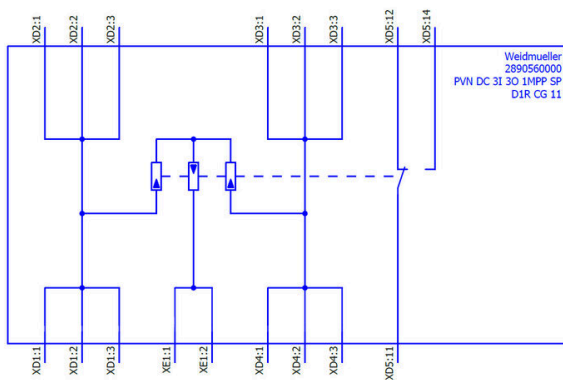 XD2:1
XD2:2
XD2:3
XD3:1
XD3:2
XD3:3
XD5:12
XD5:14
Weidmueller
2890560000
PVN DC 3I 3O 1MPP SP
D1R CG 11
XD1:1
XD1:2
XD1:3
XE1:1
XE1:2
XD4:1
XD4:2
XD4:3
XD5:11